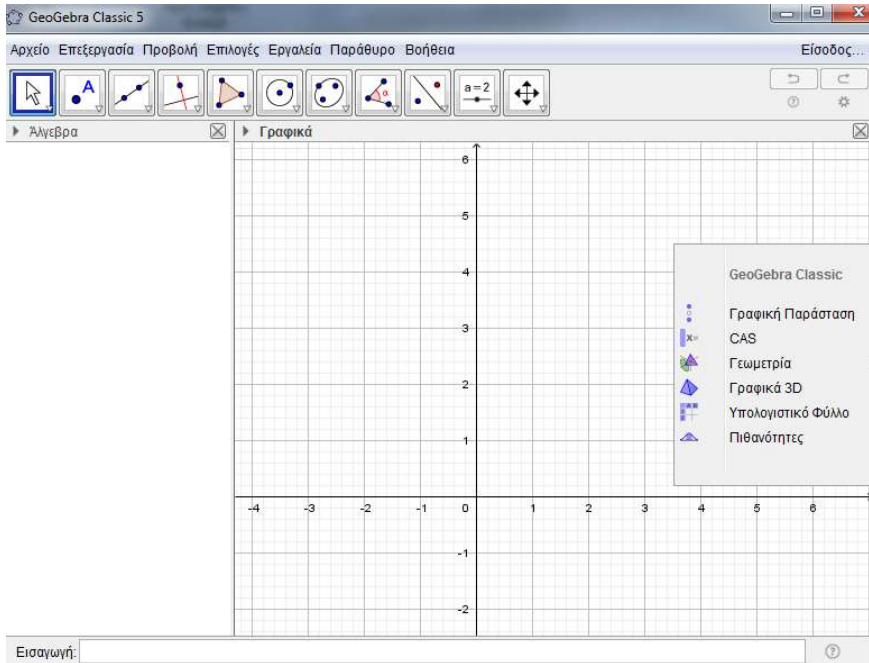 GeoGebra Classic 5
Αρχείο Επεξεργασία Προβολή Επιλογές Εργαλεία Παράθυρο Βοήθεια Είσοδος...
A α a=2
Άλγεβρα Γραφικά
6
5
4
GeoGebra Classic
Γραφική Παράσταση
3
x= CAS
Γεωμετρία
2
Γραφικά 3D
Υπολογιστικό Φύλλο
1
Πιθανότητες
-4 -3 -2 -1 0 1 2 3 4 5 6
-1
-2
Εισαγωγή: